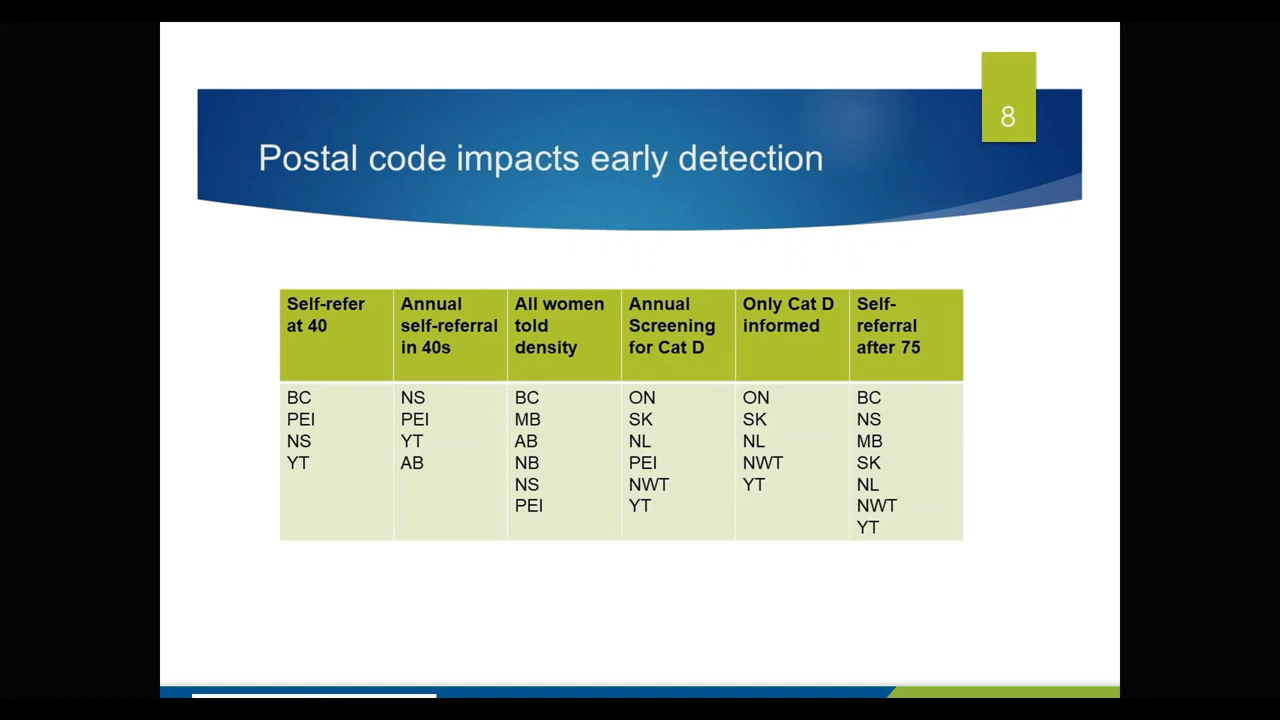 8
Postal code impacts early detection
Self-refer
at 40
Annual
self-referral
in 40s
All women
told
density
Annual
Screening
for Cat D
Only Cat D
informed
Self-
referral
after 75
BC
PEI
NS
YT
NS
PEI
YT
AB
BC
MB
AB
NB
NS
PEI
ON
SK
NL
PEI
NWT
YT
ON
SK
NL
NWT
YT
BC
NS
MB
SK
NL
NWT
YT